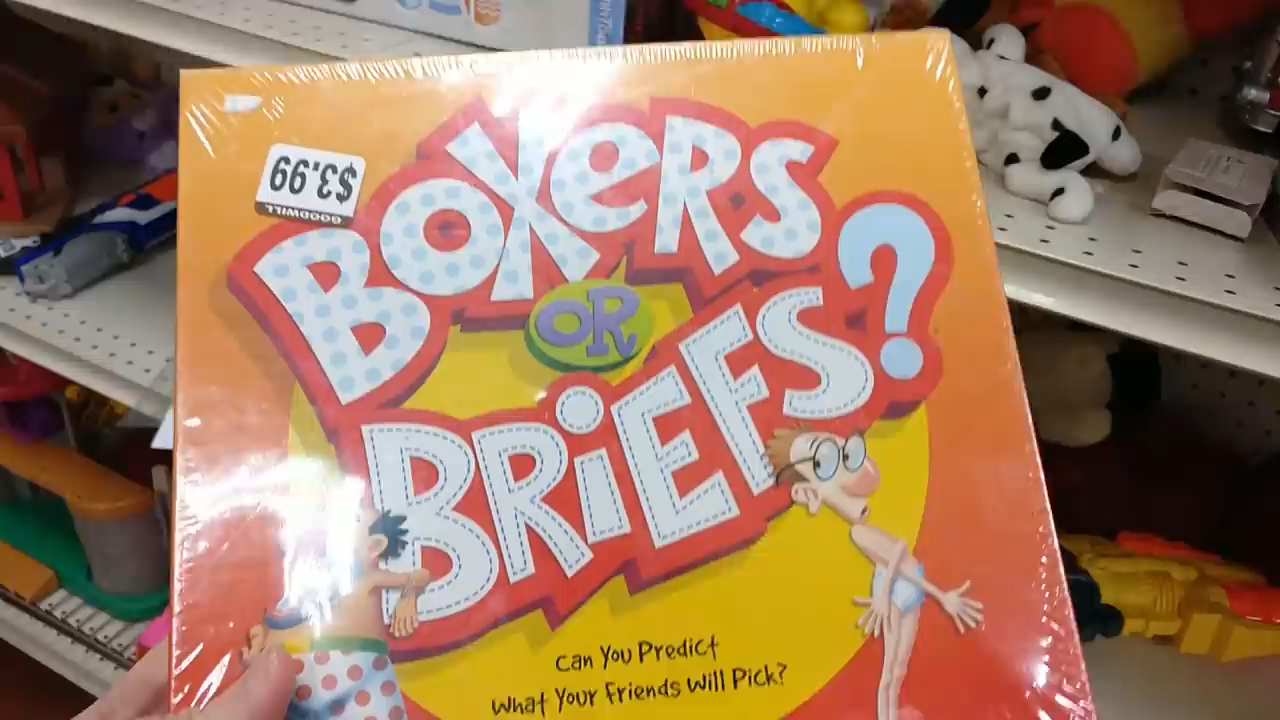 $3.99
GOODWILL
BOXERS
OR
BRIEFS?
Can You Predict
What Your Friends Will Pick?